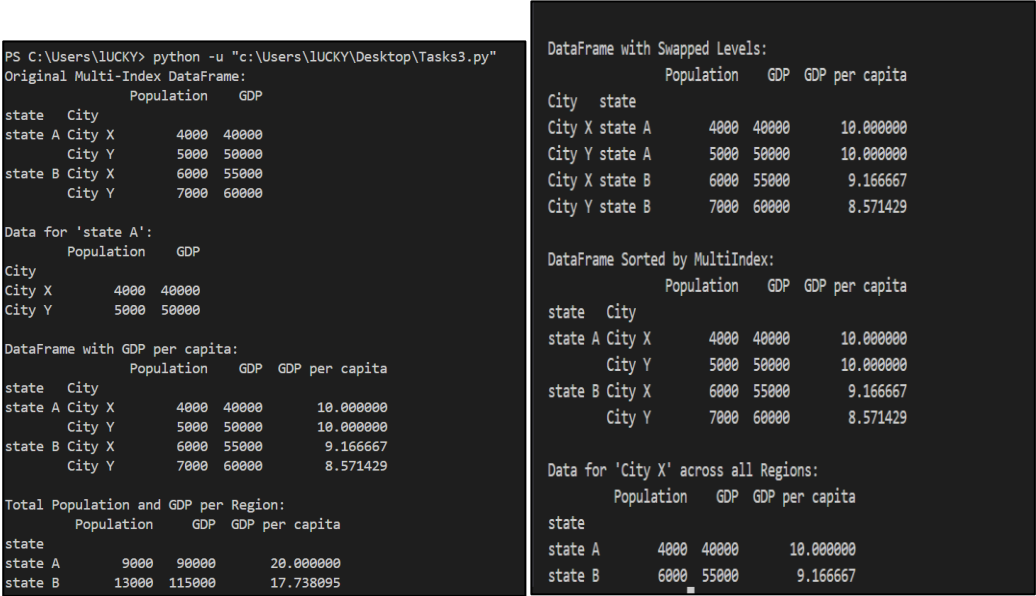 PS C:\Users\lUCKY> python -u "c:\Users\lUCKY\Desktop\Tasks3.py"
Original Multi-Index DataFrame:
                Population    GDP
state   City
state A City X        4000  40000
        City Y        5000  50000
state B City X        6000  55000
        City Y        7000  60000

Data for 'state A':
        Population    GDP
City
City X        4000  40000
City Y        5000  50000

DataFrame with GDP per capita:
                Population    GDP  GDP per capita
state   City
state A City X        4000  40000       10.000000
        City Y        5000  50000       10.000000
state B City X        6000  55000        9.166667
        City Y        7000  60000        8.571429

Total Population and GDP per Region:
         Population     GDP  GDP per capita
state
state A        9000   90000       20.000000
state B       13000  115000       17.738095

DataFrame with Swapped Levels:
                Population    GDP  GDP per capita
City   state
City X state A        4000  40000       10.000000
City Y state A        5000  50000       10.000000
City X state B        6000  55000        9.166667
City Y state B        7000  60000        8.571429

DataFrame Sorted by MultiIndex:
                Population    GDP  GDP per capita
state   City
state A City X        4000  40000       10.000000
        City Y        5000  50000       10.000000
state B City X        6000  55000        9.166667
        City Y        7000  60000        8.571429

Data for 'City X' across all Regions:
         Population    GDP  GDP per capita
state
state A        4000  40000       10.000000
state B        6000  55000        9.166667